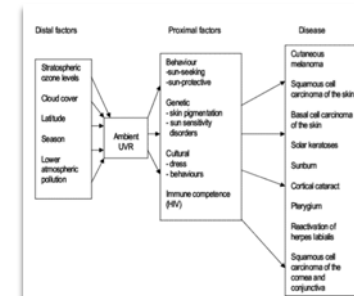 Distal factors
Proximal factors
Disease
Stratospheric
ozone levels
Cloud cover
Latitude
Season
Lower
atmospheric
pollution
Ambient
UVR
Behaviour
-sun-seeking
-sun-protective
Genetic
- skin pigmentation
- sun sensitivity
disorders
Cultural
- dress
- behaviours
Immune competence
(HIV)
Cutaneous
melanoma
Squamous cell
carcinoma of the skin
Basal cell carcinoma
of the skin
Solar keratoses
Sunburn
Cortical cataract
Pterygium
Reactivation of
herpes labialis
Squamous cell
carcinoma of the
cornea and
conjunctiva